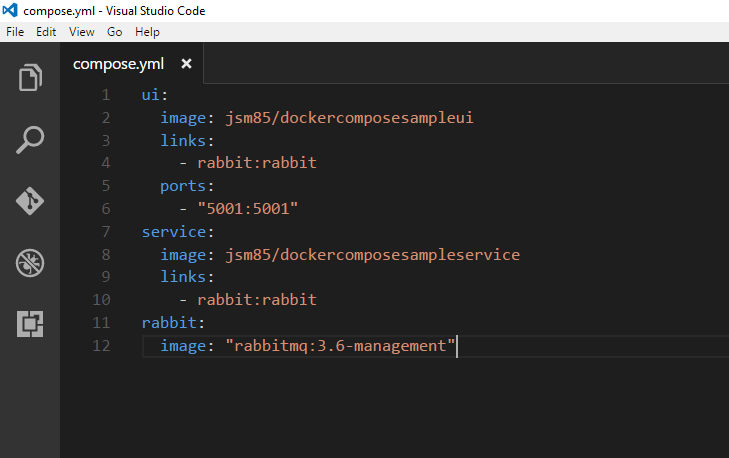 compose.yml - Visual Studio Code
File Edit View Go Help
compose.yml ×
1 ui:
2   image: jsm85/dockercomposesampleui
3   links:
4     - rabbit:rabbit
5   ports:
6     - "5001:5001"
7 service:
8   image: jsm85/dockercomposesampleservice
9   links:
10     - rabbit:rabbit
11 rabbit:
12   image: "rabbitmq:3.6-management"